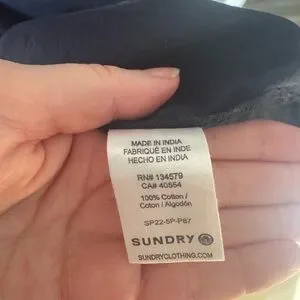 MADE IN INDIA
FABRIQUÉ EN INDE
HECHO EN INDIA
RN# 134579
CA# 40554
100% Cotton /
Coton / Algodón
SP22-5P-P87
SUNDRY
SUNDRYCLOTHING.COM